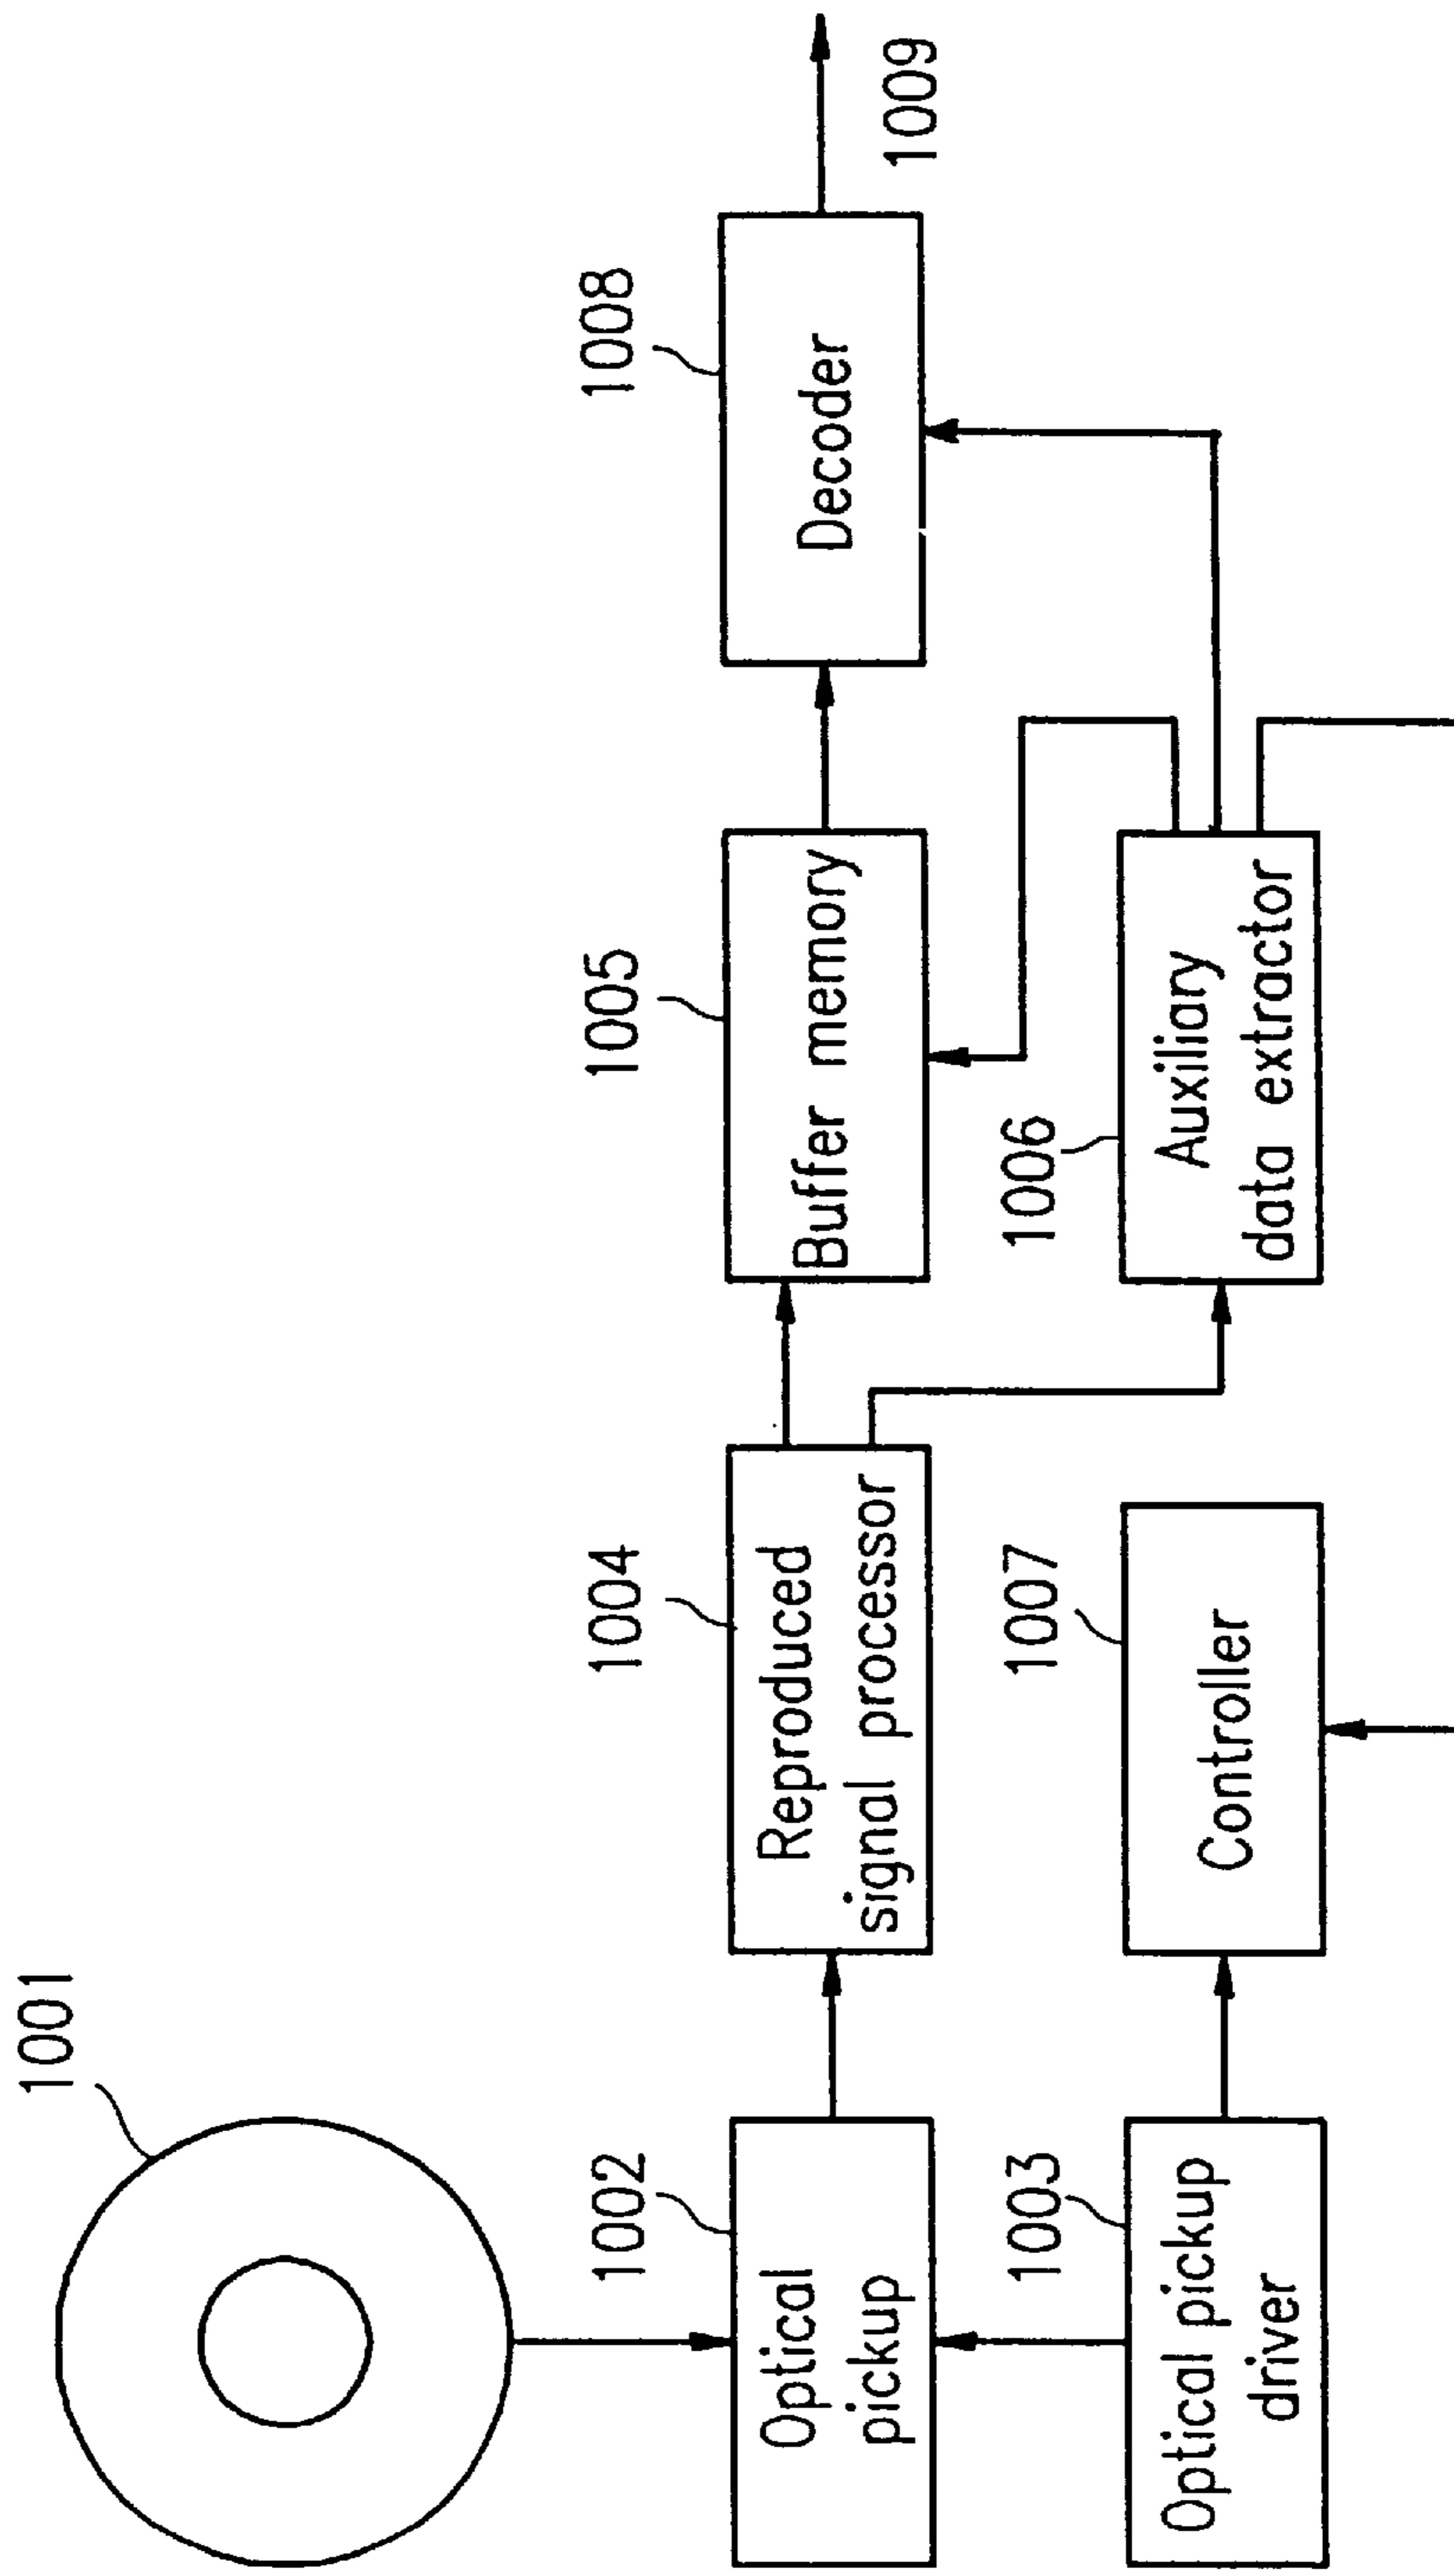 1001
1002
Optical
pickup
1004
Reproduced
signal processor
1005
Buffer memory
1008
Decoder
1009
1003
Optical pickup
driver
1007
Controller
1006
Auxiliary
data extractor